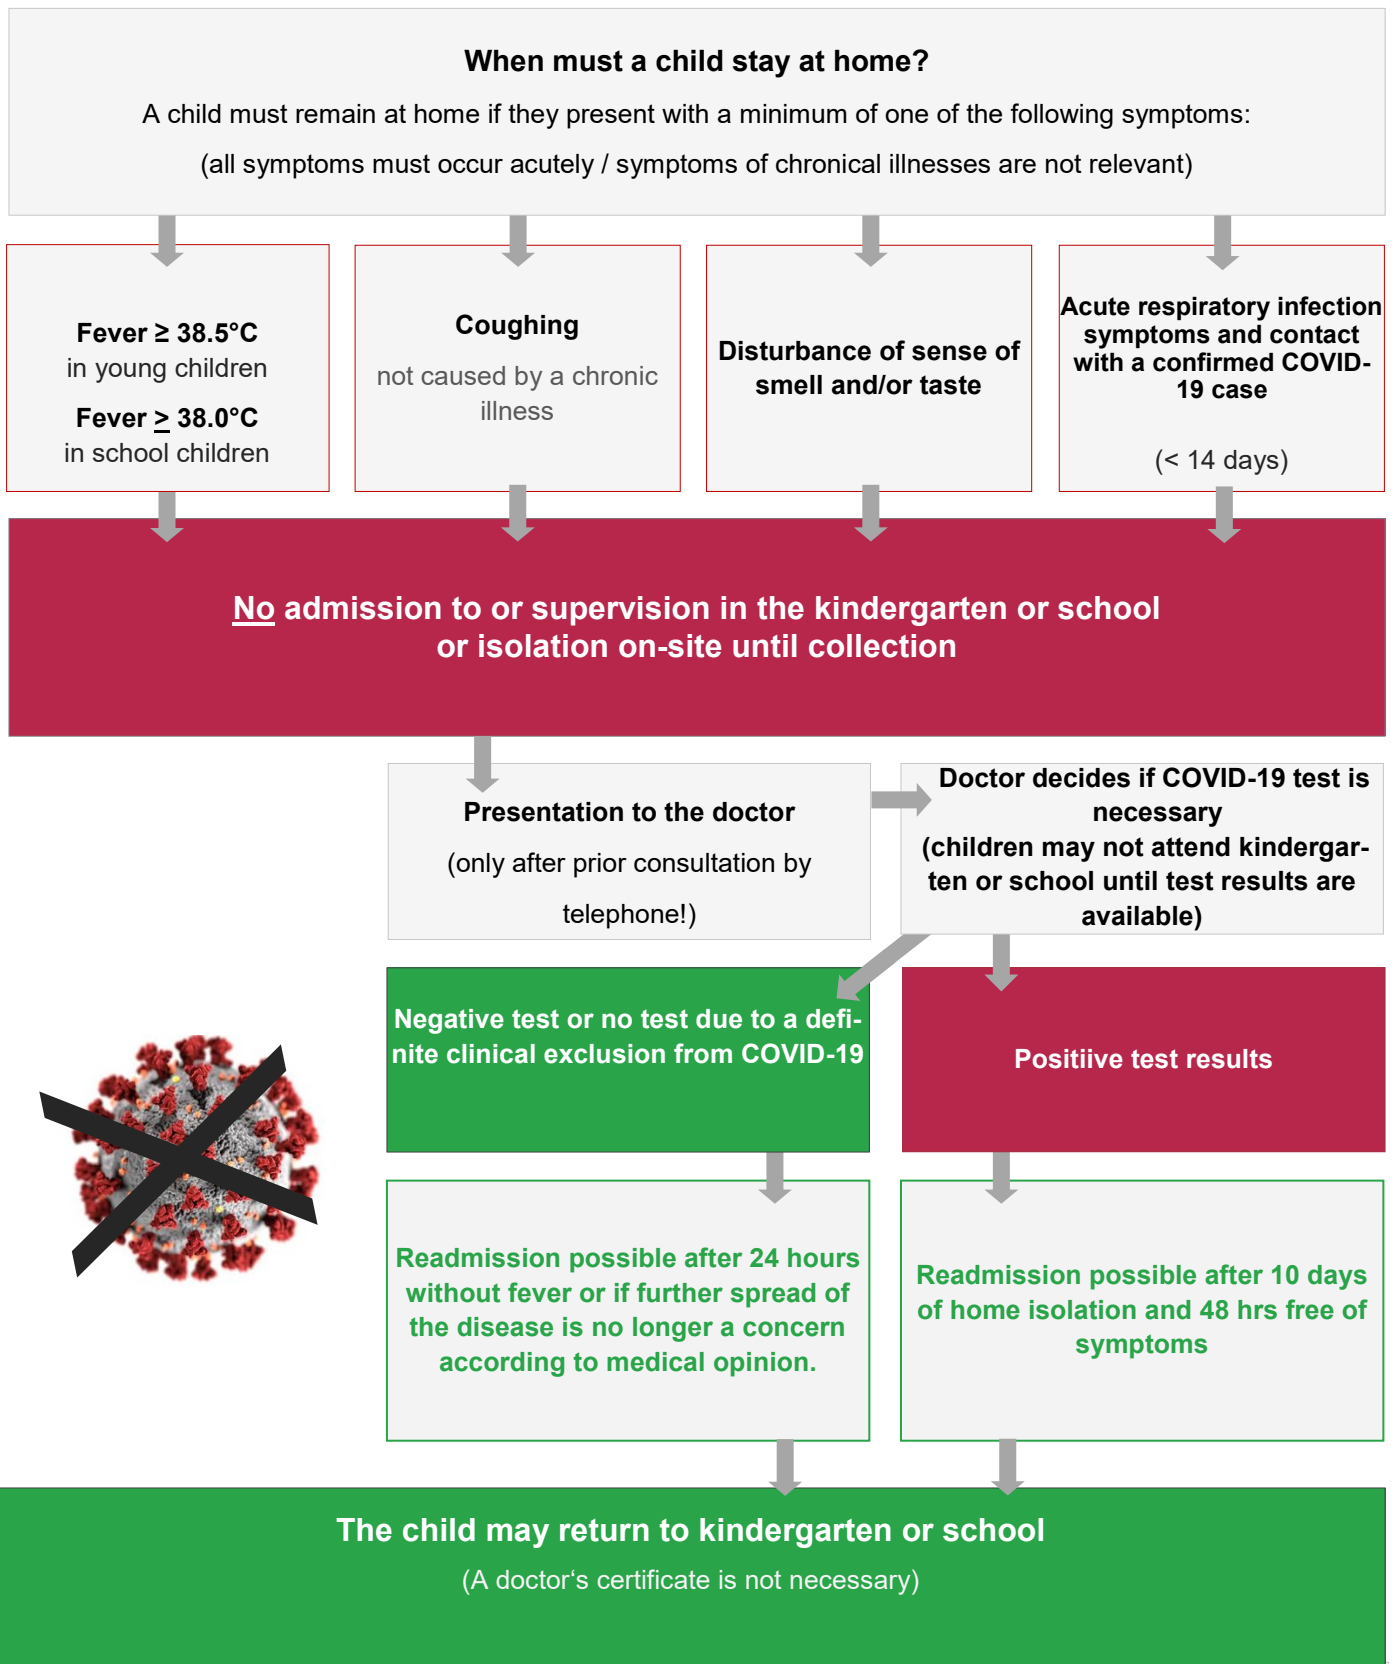 When must a child stay at home?
A child must remain at home if they present with a minimum of one of the following symptoms:
(all symptoms must occur acutely / symptoms of chronical illnesses are not relevant)
Fever ≥ 38.5°C
in young children
Fever > 38.0°C
in school children
Coughing
not caused by a chronic
illness
Disturbance of sense of
smell and/or taste
Acute respiratory infection
symptoms and contact
with a confirmed COVID-
19 case
(< 14 days)
No admission to or supervision in the kindergarten or school
or isolation on-site until collection
Presentation to the doctor
(only after prior consultation by
telephone!)
Doctor decides if COVID-19 test is
necessary
(children may not attend kindergar-
ten or school until test results are
available)
Negative test or no test due to a defi-
nite clinical exclusion from COVID-19
Positiive test results
Readmission possible after 24 hours
without fever or if further spread of
the disease is no longer a concern
according to medical opinion.
Readmission possible after 10 days
of home isolation and 48 hrs free of
symptoms
The child may return to kindergarten or school
(A doctor‘s certificate is not necessary)